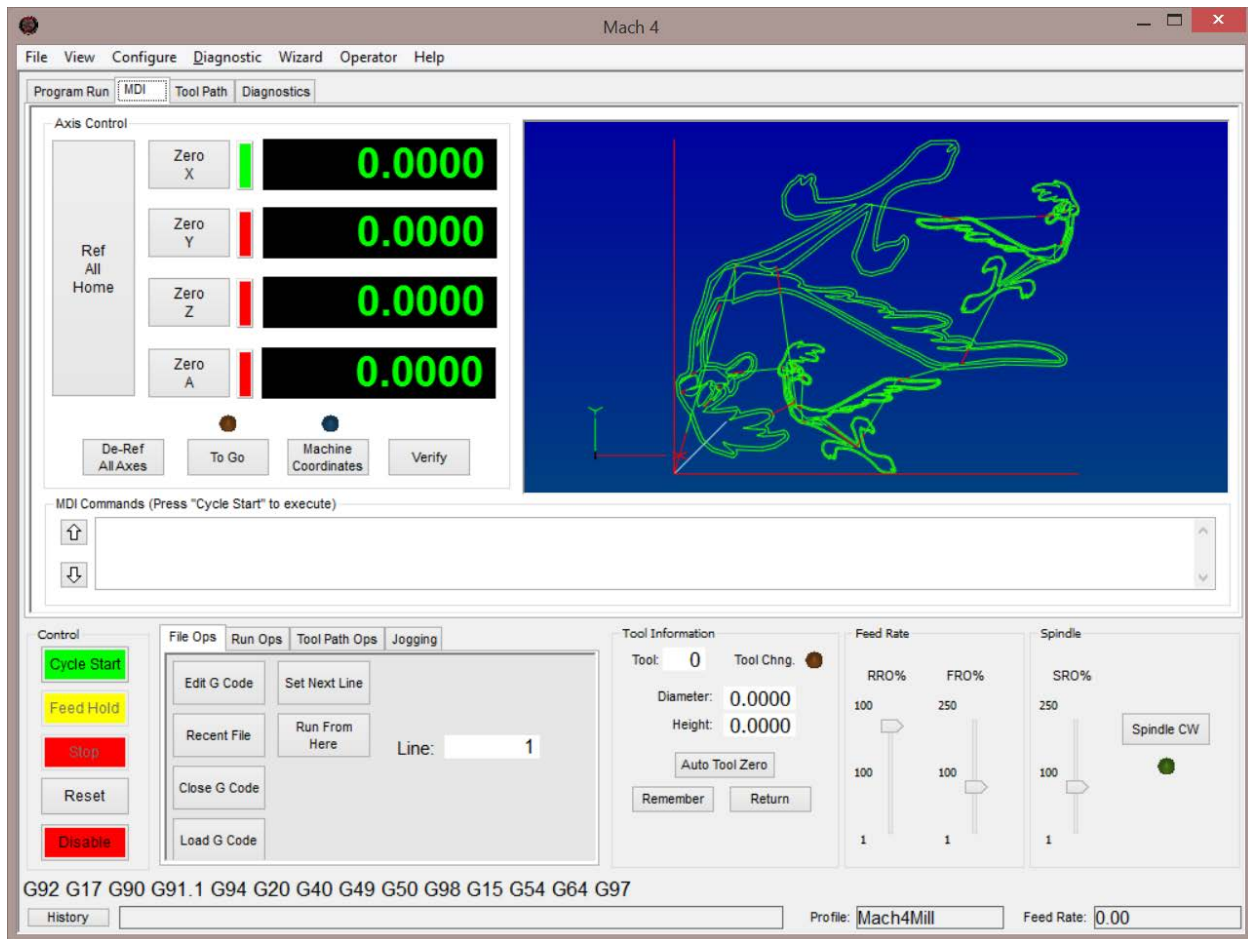 Mach 4
File View Configure Diagnostic Wizard Operator Help
Program Run MDI Tool Path Diagnostics
Axis Control
Ref
All
Home
Zero
X
0.0000
Zero
Y
0.0000
Zero
Z
0.0000
Zero
A
0.0000
De-Ref
All Axes
To Go
Machine
Coordinates
Verify
MDI Commands (Press "Cycle Start" to execute)
Control
Cycle Start
Feed Hold
Stop
Reset
Disable
File Ops Run Ops Tool Path Ops Jogging
Edit G Code
Set Next Line
Recent File
Run From
Here
Line: 1
Close G Code
Load G Code
Tool Information
Tool: 0 Tool Chng.
Diameter: 0.0000
Height: 0.0000
Auto Tool Zero
Remember Return
Feed Rate
RRO% FRO%
100 250
100 100
1 1
Spindle
SRO%
250
100
1
Spindle CW
G92 G17 G90 G91.1 G94 G20 G40 G49 G50 G98 G15 G54 G64 G97
History
Profile: Mach4Mill
Feed Rate: 0.00